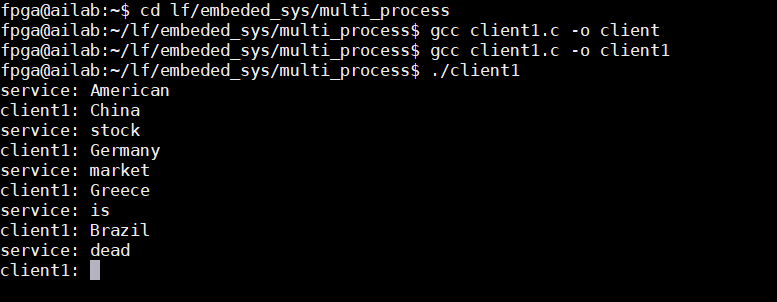 fpga@ailab:~$ cd lf/embeded_sys/multi_process
fpga@ailab:~/lf/embeded_sys/multi_process$ gcc client1.c -o client
fpga@ailab:~/lf/embeded_sys/multi_process$ gcc client1.c -o client1
fpga@ailab:~/lf/embeded_sys/multi_process$ ./client1
service: American
client1: China
service: stock
client1: Germany
service: market
client1: Greece
service: is
client1: Brazil
service: dead
client1: